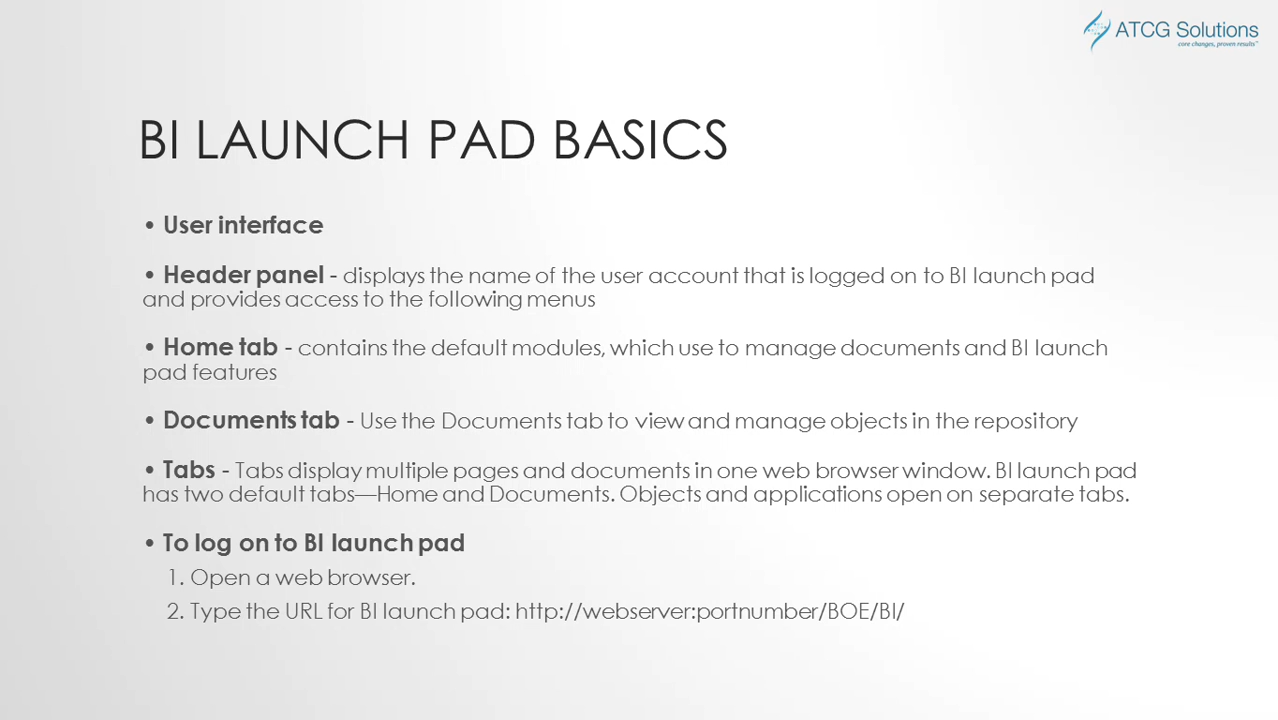 ATCG Solutions
core changes, proven results™
BI LAUNCH PAD BASICS
• User interface
• Header panel - displays the name of the user account that is logged on to BI launch pad
and provides access to the following menus
• Home tab - contains the default modules, which use to manage documents and BI launch
pad features
• Documents tab - Use the Documents tab to view and manage objects in the repository
• Tabs - Tabs display multiple pages and documents in one web browser window. BI launch pad
has two default tabs—Home and Documents. Objects and applications open on separate tabs.
• To log on to BI launch pad
1. Open a web browser.
2. Type the URL for BI launch pad: http://webserver:portnumber/BOE/BI/